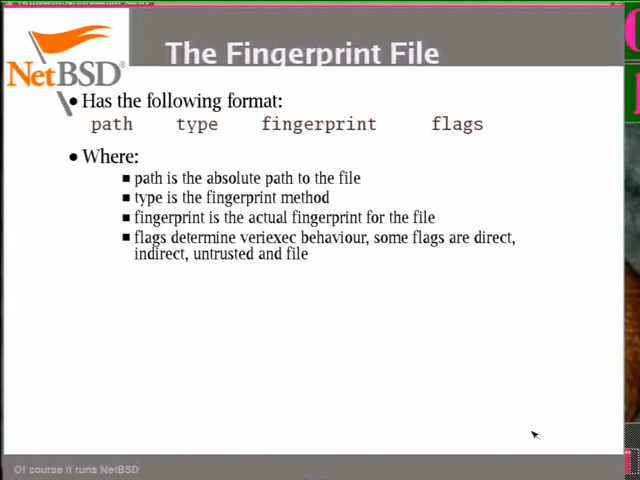 The Fingerprint File
NetBSD®
• Has the following format:
path type fingerprint flags
• Where:
■ path is the absolute path to the file
■ type is the fingerprint method
■ fingerprint is the actual fingerprint for the file
■ flags determine veriexec behaviour, some flags are direct,
indirect, untrusted and file
Of course it runs NetBSD